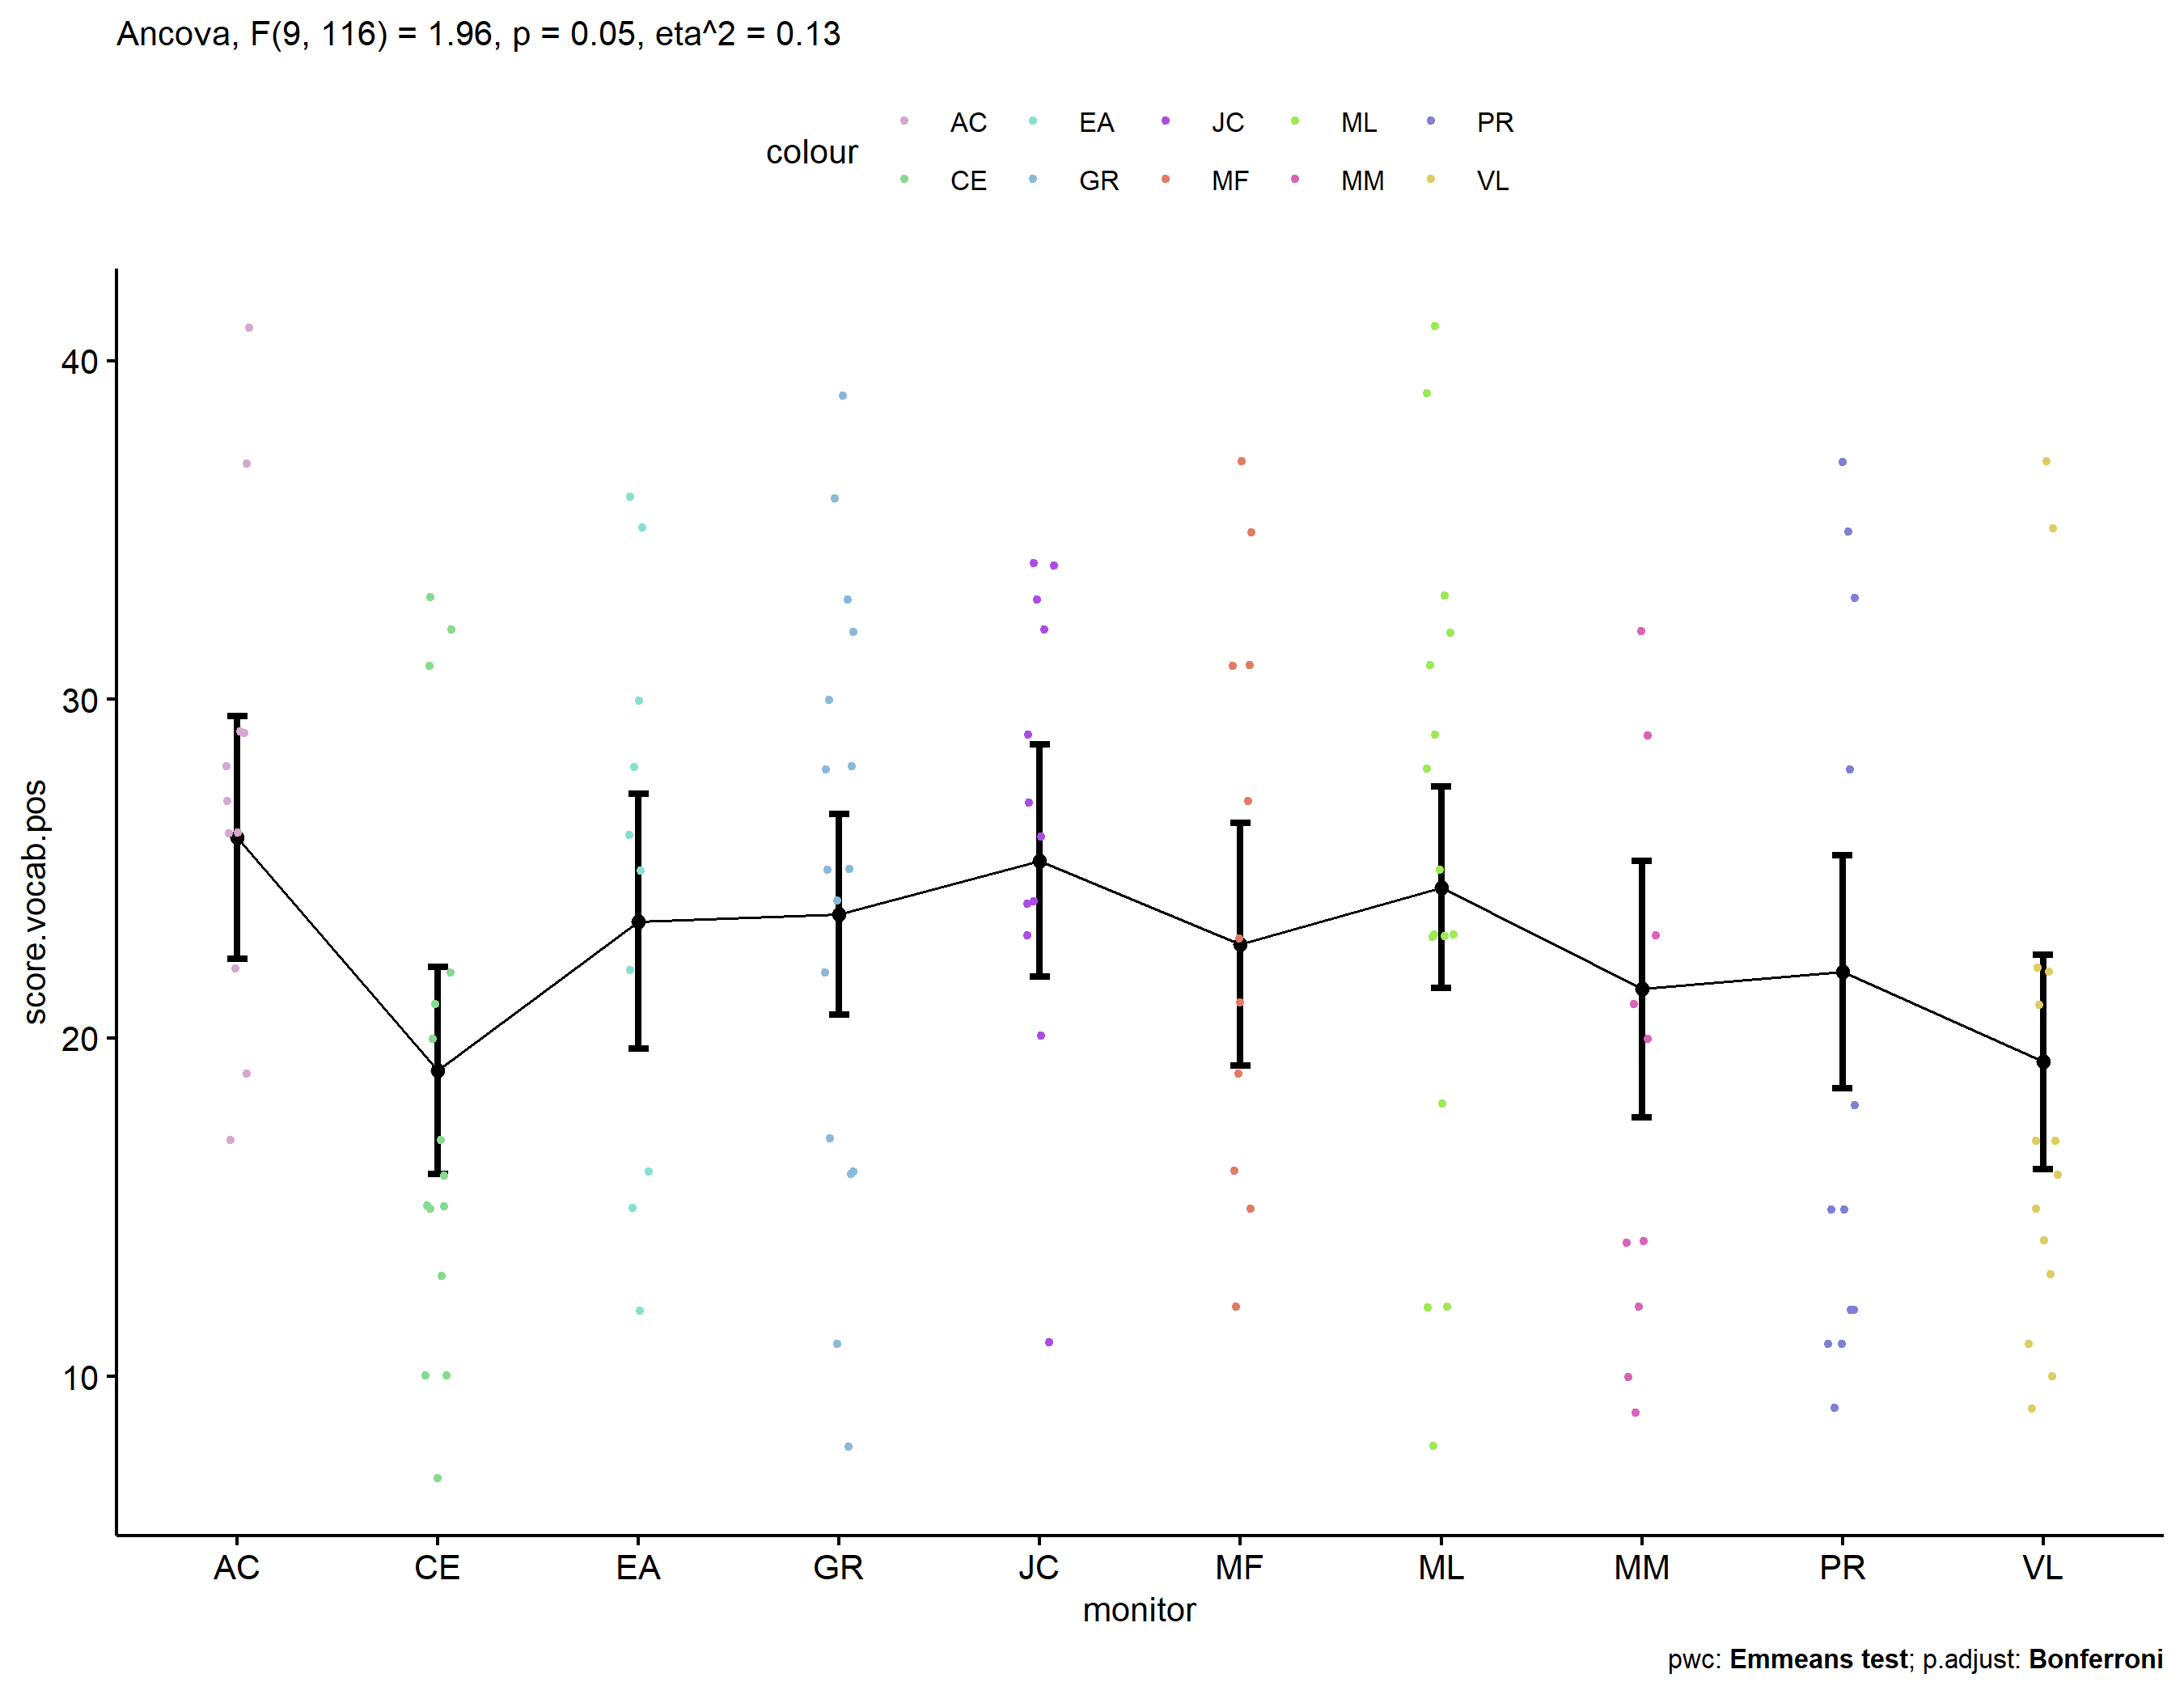 Ancova, F(9, 116) = 1.96, p = 0.05, eta^2 = 0.13
colour
AC EA JC ML PR
CE GR MF MM VL
score.vocab.pos
40
30
20
10
AC CE EA GR JC MF ML MM PR VL
monitor
pwc: Emmeans test; p.adjust: Bonferroni